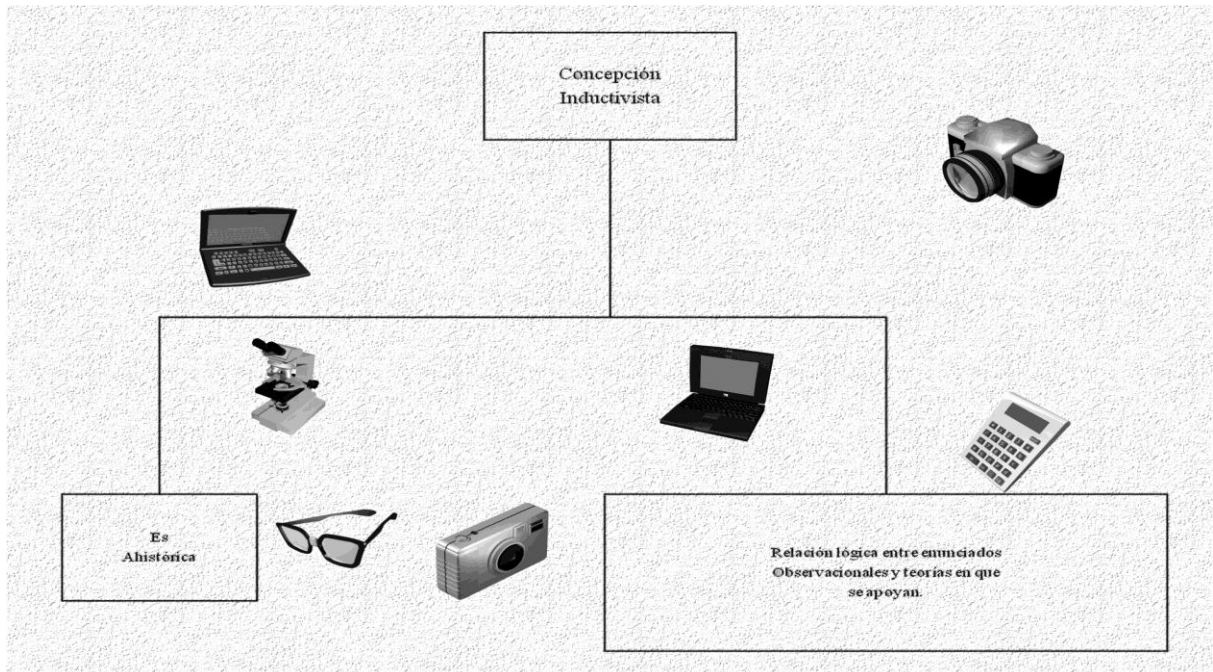 Concepción
Inductivista
Es
Ahistórica
Relación lógica entre enunciados
Observacionales y teorías en que
se apoyan.